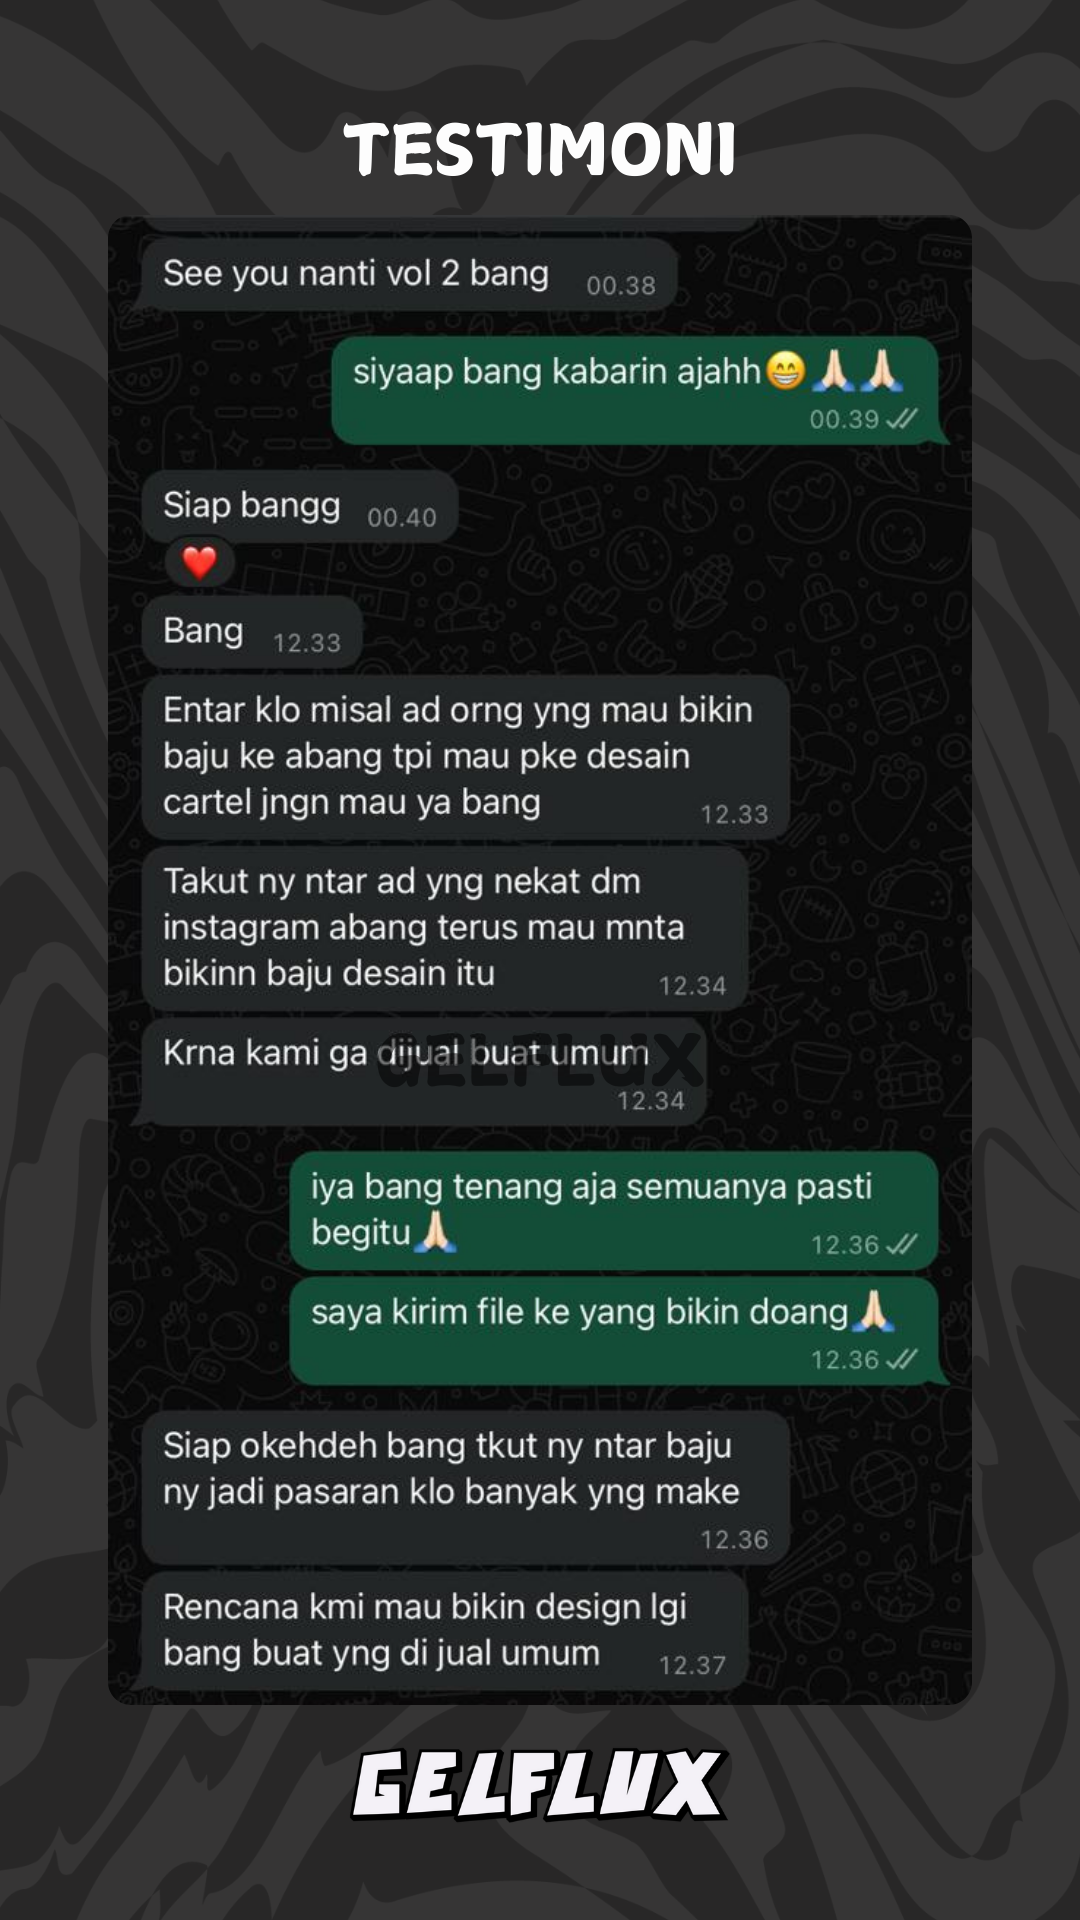 TESTIMONI
See you nanti vol 2 bang 00.38
siyaap bang kabarin ajahh😁🙏🏻🙏🏻
00.39
Siap bangg 00.40
❤️
Bang 12.33
Entar klo misal ad orng yng mau bikin
baju ke abang tpi mau pke desain
cartel jngn mau ya bang 12.33
Takut ny ntar ad yng nekat dm
instagram abang terus mau mnta
bikinn baju desain itu 12.34
Krna kami ga dijual buat umum
GELFLUX
12.34
iya bang tenang aja semuanya pasti
begitu🙏🏻 12.36
saya kirim file ke yang bikin doang🙏🏻
12.36
Siap okehdeh bang tkut ny ntar baju
ny jadi pasaran klo banyak yng make
12.36
Rencana kmi mau bikin design lgi
bang buat yng di jual umum 12.37
GELFLUX